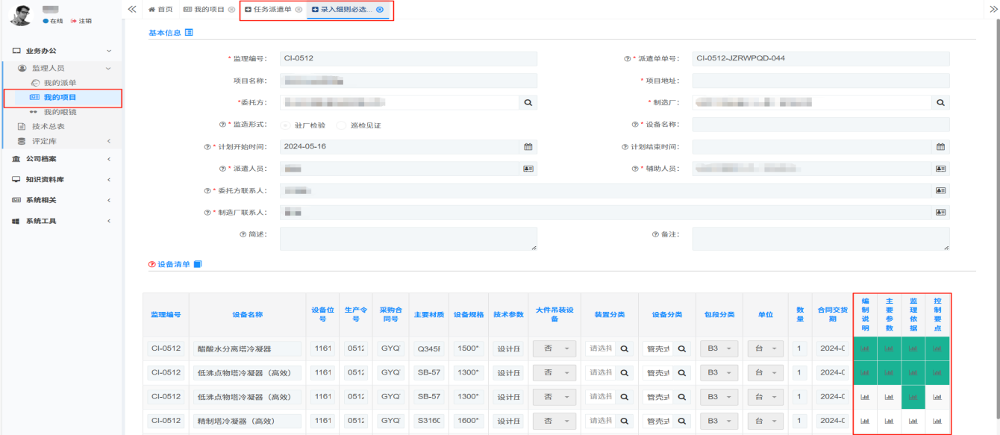 首页 我的项目 任务派遣单 录入细则必选...
在线 注销
业务办公
监理人员
我的派单
我的项目
我的眼镜
技术总表
评定库
公司档案
知识资料库
系统相关
系统工具
基本信息
* 监理编号： CI-0512 * 派遣单单号： CI-0512-JZRWPQD-044
项目名称： * 项目地址：
*委托方： * 制造厂：
* 监造形式： 驻厂检验 巡检见证 * 设备名称：
* 计划开始时间： 2024-05-16 计划结束时间：
* 派遣人员： * 辅助人员：
* 委托方联系人：
* 制造厂联系人：
简述： 备注：
设备清单
监理编号 设备名称 设备位号 生产令号 采购合同号 主要材质 设备规格 技术参数 大件吊装设备 装置分类 设备分类 包段分类 单位 数量 合同交货期 编制说明 主要参数 监理依据 控制要点
CI-0512 醋酸水分离塔冷凝器 1161 0512 GYQ Q345F 1500* 设计压 否 请选择 管壳式 B3 台 1 2024-0
CI-0512 低沸点物塔冷凝器（高效） 1161 0512 GYQ SB-57 1300* 设计压 否 请选择 管壳式 B3 台 1 2024-0
CI-0512 低沸点物塔冷凝器（高效） 1161 0512 GYQ SB-57 1300* 设计压 否 请选择 管壳式 B3 台 1 2024-0
CI-0512 精制塔冷凝器（高效） 1161 0512 GYQ S316C 1600* 设计压 否 请选择 管壳式 B3 台 1 2024-0